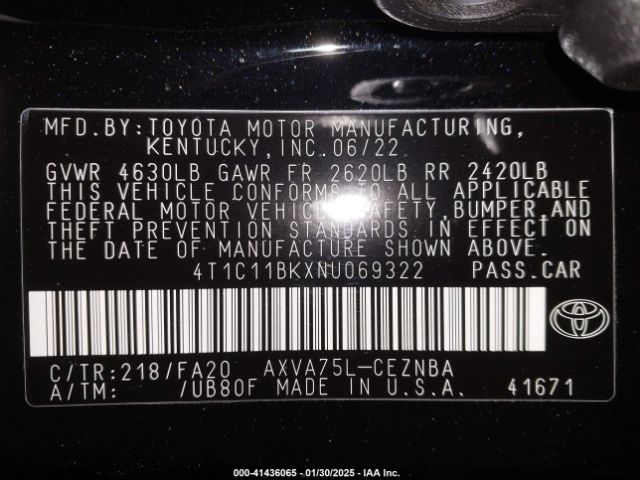 MFD.BY:TOYOTA MOTOR MANUFACTURING,
KENTUCKY,INC.06/22
GVWR 4630LB GAWR FR 2620LB RR 2420LB
THIS VEHICLE CONFORMS TO ALL APPLICABLE
FEDERAL MOTOR VEHICLE SAFETY,BUMPER,AND
THEFT PREVENTION STANDARDS IN EFFECT ON
THE DATE OF MANUFACTURE SHOWN ABOVE.
4T1C11BKXNU069322 PASS.CAR
C/TR:218/FA20 AXVA75L-CEZNBA
A/TM: /UB80F MADE IN U.S.A. 41671
000-41436065 - 01/30/2025 - IAA Inc.